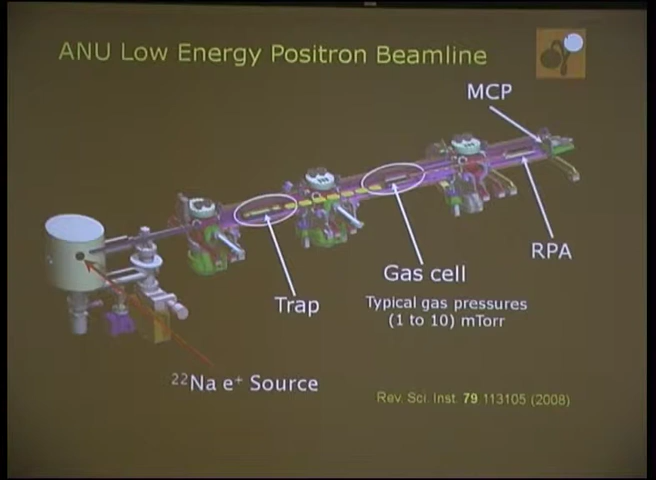 ANU Low Energy Positron Beamline
MCP
RPA
Gas cell
Trap
Typical gas pressures
(1 to 10) mTorr
²²Na e⁺ Source
Rev. Sci. Inst. 79 113105 (2008)